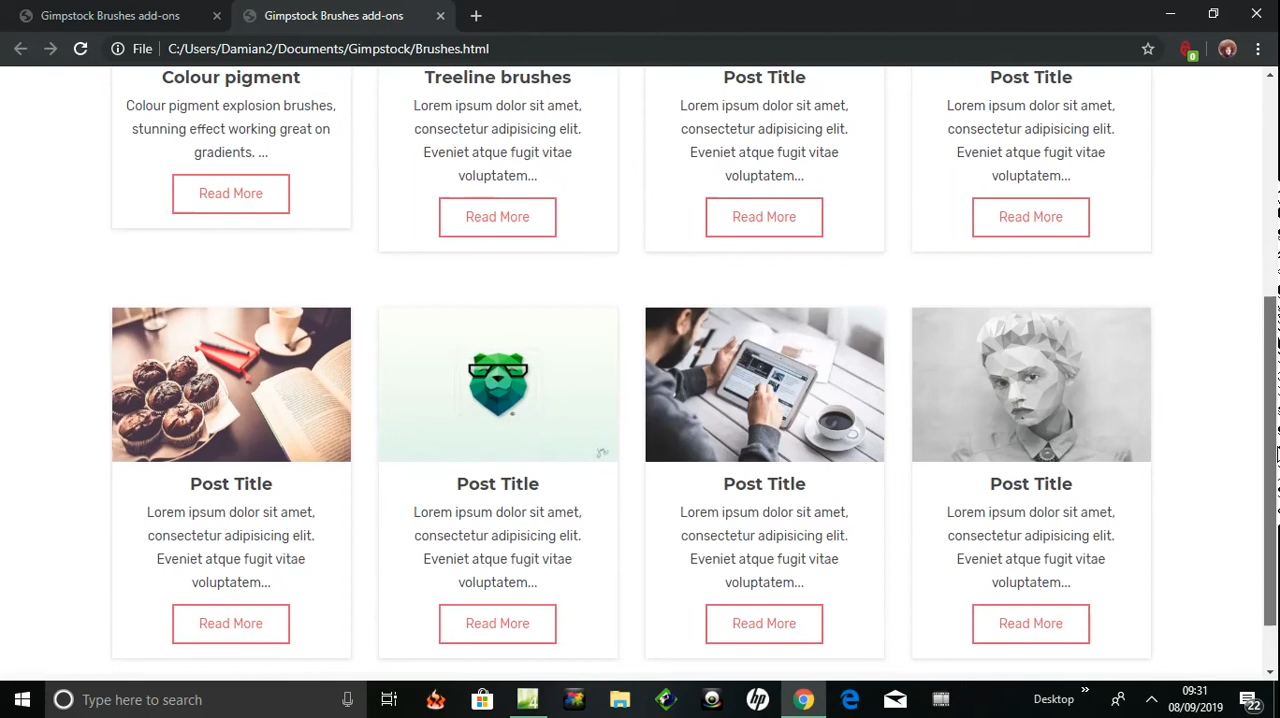 Gimpstock Brushes add-ons
Gimpstock Brushes add-ons
File
C:/Users/Damian2/Documents/Gimpstock/Brushes.html
0
Colour pigment
Colour pigment explosion brushes,
stunning effect working great on
gradients. ...
Read More
Treeline brushes
Lorem ipsum dolor sit amet,
consectetur adipisicing elit.
Eveniet atque fugit vitae
voluptatem...
Read More
Post Title
Lorem ipsum dolor sit amet,
consectetur adipisicing elit.
Eveniet atque fugit vitae
voluptatem...
Read More
Post Title
Lorem ipsum dolor sit amet,
consectetur adipisicing elit.
Eveniet atque fugit vitae
voluptatem...
Read More
Post Title
Lorem ipsum dolor sit amet,
consectetur adipisicing elit.
Eveniet atque fugit vitae
voluptatem...
Read More
Post Title
Lorem ipsum dolor sit amet,
consectetur adipisicing elit.
Eveniet atque fugit vitae
voluptatem...
Read More
Post Title
Lorem ipsum dolor sit amet,
consectetur adipisicing elit.
Eveniet atque fugit vitae
voluptatem...
Read More
Post Title
Lorem ipsum dolor sit amet,
consectetur adipisicing elit.
Eveniet atque fugit vitae
voluptatem...
Read More
Type here to search
4
hp
Desktop
09:31
08/09/2019
22